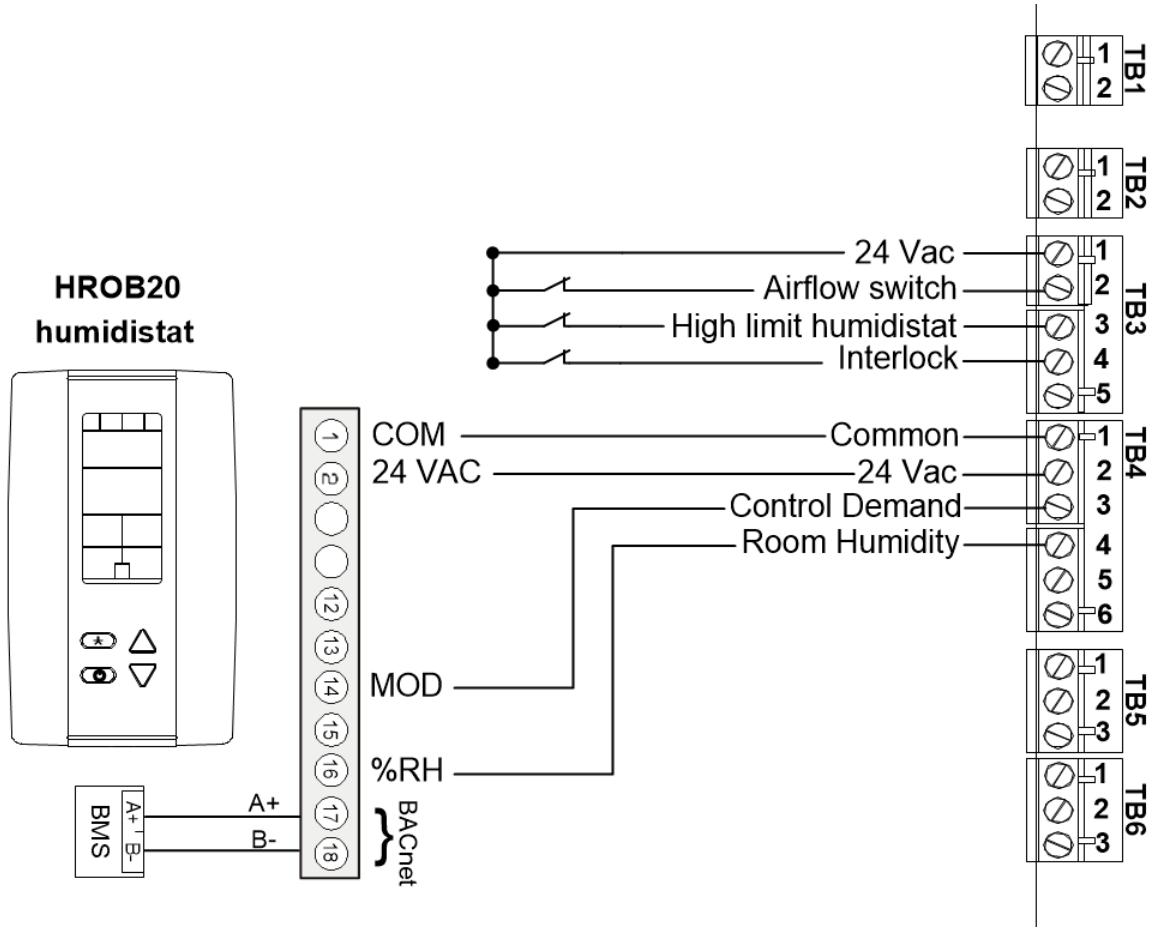 HROB20
humidistat
1
2
TB1
1
2
TB2
24 Vac
Airflow switch
High limit humidistat
Interlock
1
2
3
4
5
TB3
1
2
12
13
14
15
16
17
18
COM
24 VAC
MOD
%RH
BACnet
Common
24 Vac
Control Demand
Room Humidity
1
2
3
4
5
6
TB4
1
2
3
TB5
1
2
3
TB6
A+
B-
BMS
A+
B-